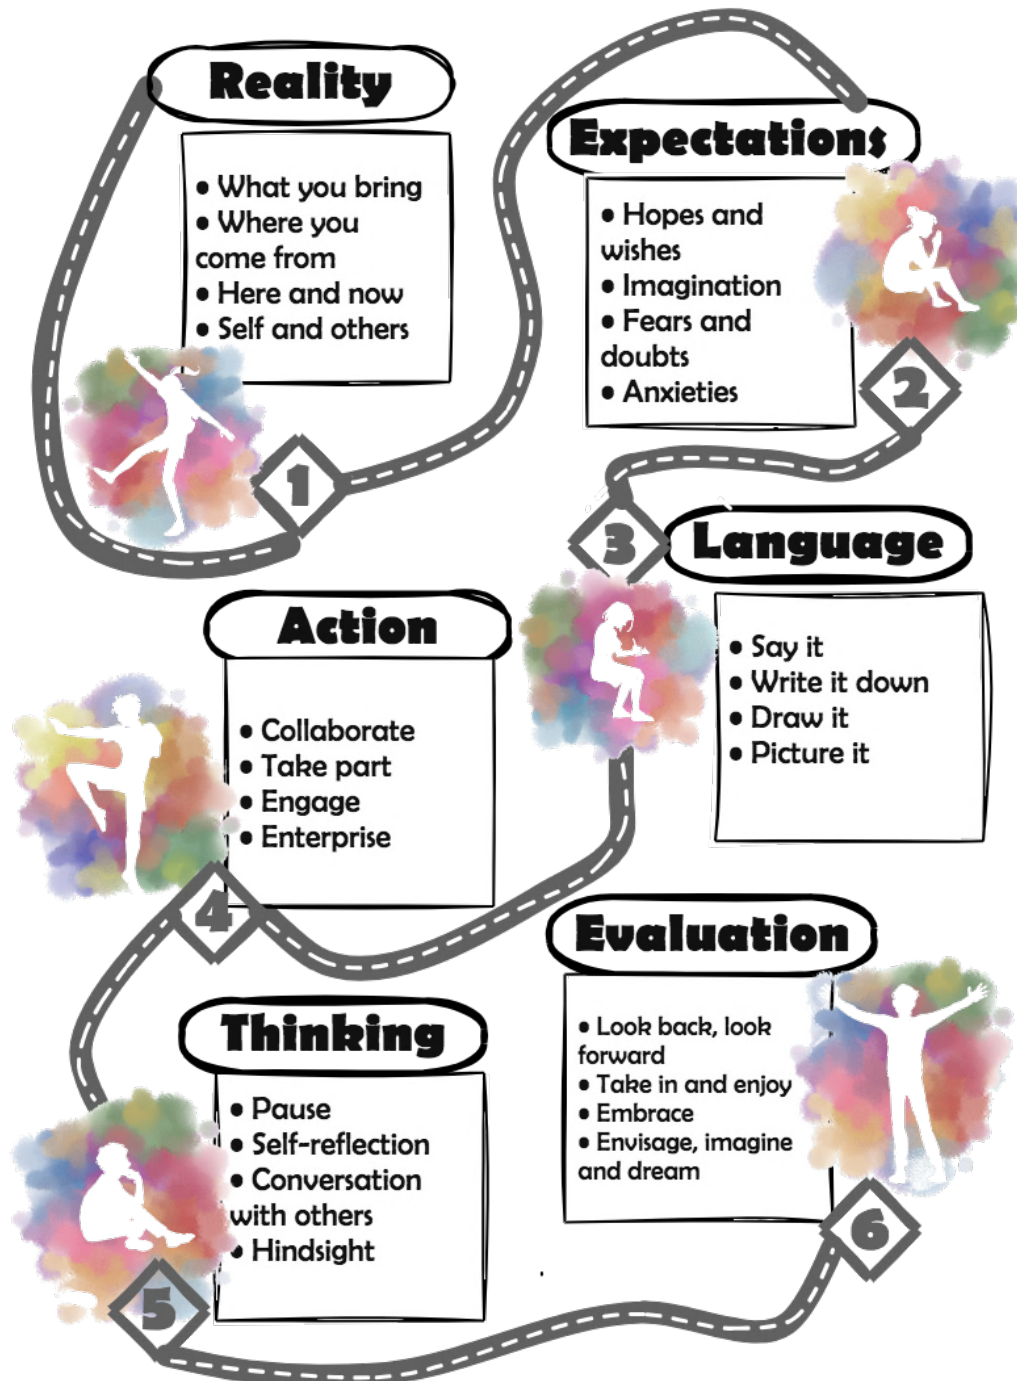 Reality
• What you bring
• Where you
come from
• Here and now
• Self and others
1
Expectations
• Hopes and
wishes
• Imagination
• Fears and
doubts
• Anxieties
2
3
Language
• Say it
• Write it down
• Draw it
• Picture it
Action
• Collaborate
• Take part
• Engage
• Enterprise
4
Thinking
• Pause
• Self-reflection
• Conversation
with others
• Hindsight
5
Evaluation
• Look back, look
forward
• Take in and enjoy
• Embrace
• Envisage, imagine
and dream
6